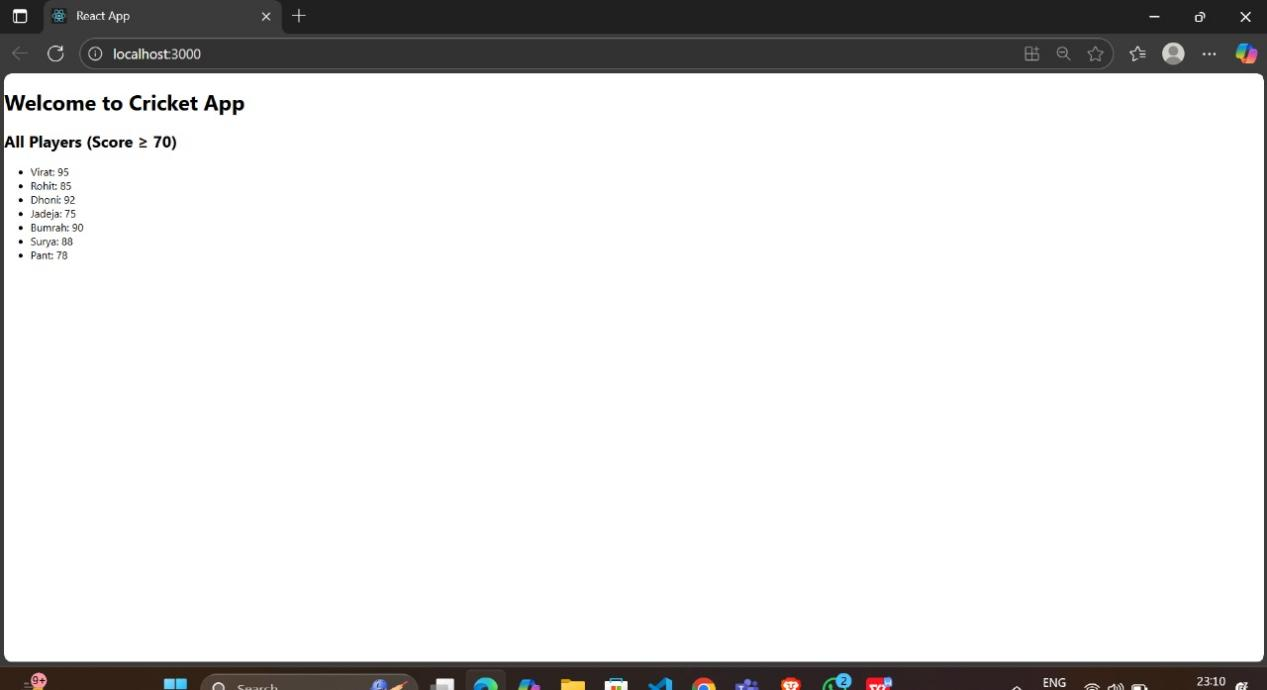 React App
localhost:3000
Welcome to Cricket App
All Players (Score ≥ 70)
Virat: 95
Rohit: 85
Dhoni: 92
Jadeja: 75
Bumrah: 90
Surya: 88
Pant: 78
9+
Search
2
ENG
23:10